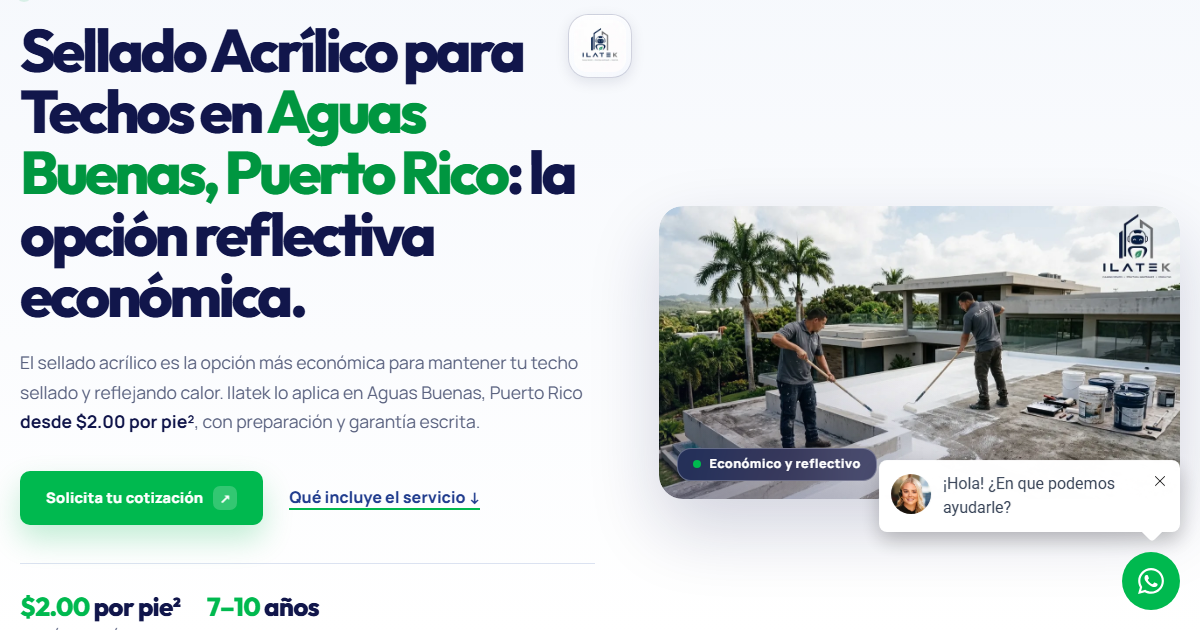 Sellado Acrílico para
Techos en Aguas
Buenas, Puerto Rico: la
opción reflectiva
económica.
ILATEK
El sellado acrílico es la opción más económica para mantener tu techo
sellado y reflejando calor. Ilatek lo aplica en Aguas Buenas, Puerto Rico
desde $2.00 por pie², con preparación y garantía escrita.
Solicita tu cotización ↗
Qué incluye el servicio ↓
$2.00 por pie²
7–10 años
ILATEK
Económico y reflectivo
¡Hola! ¿En que podemos
ayudarle?